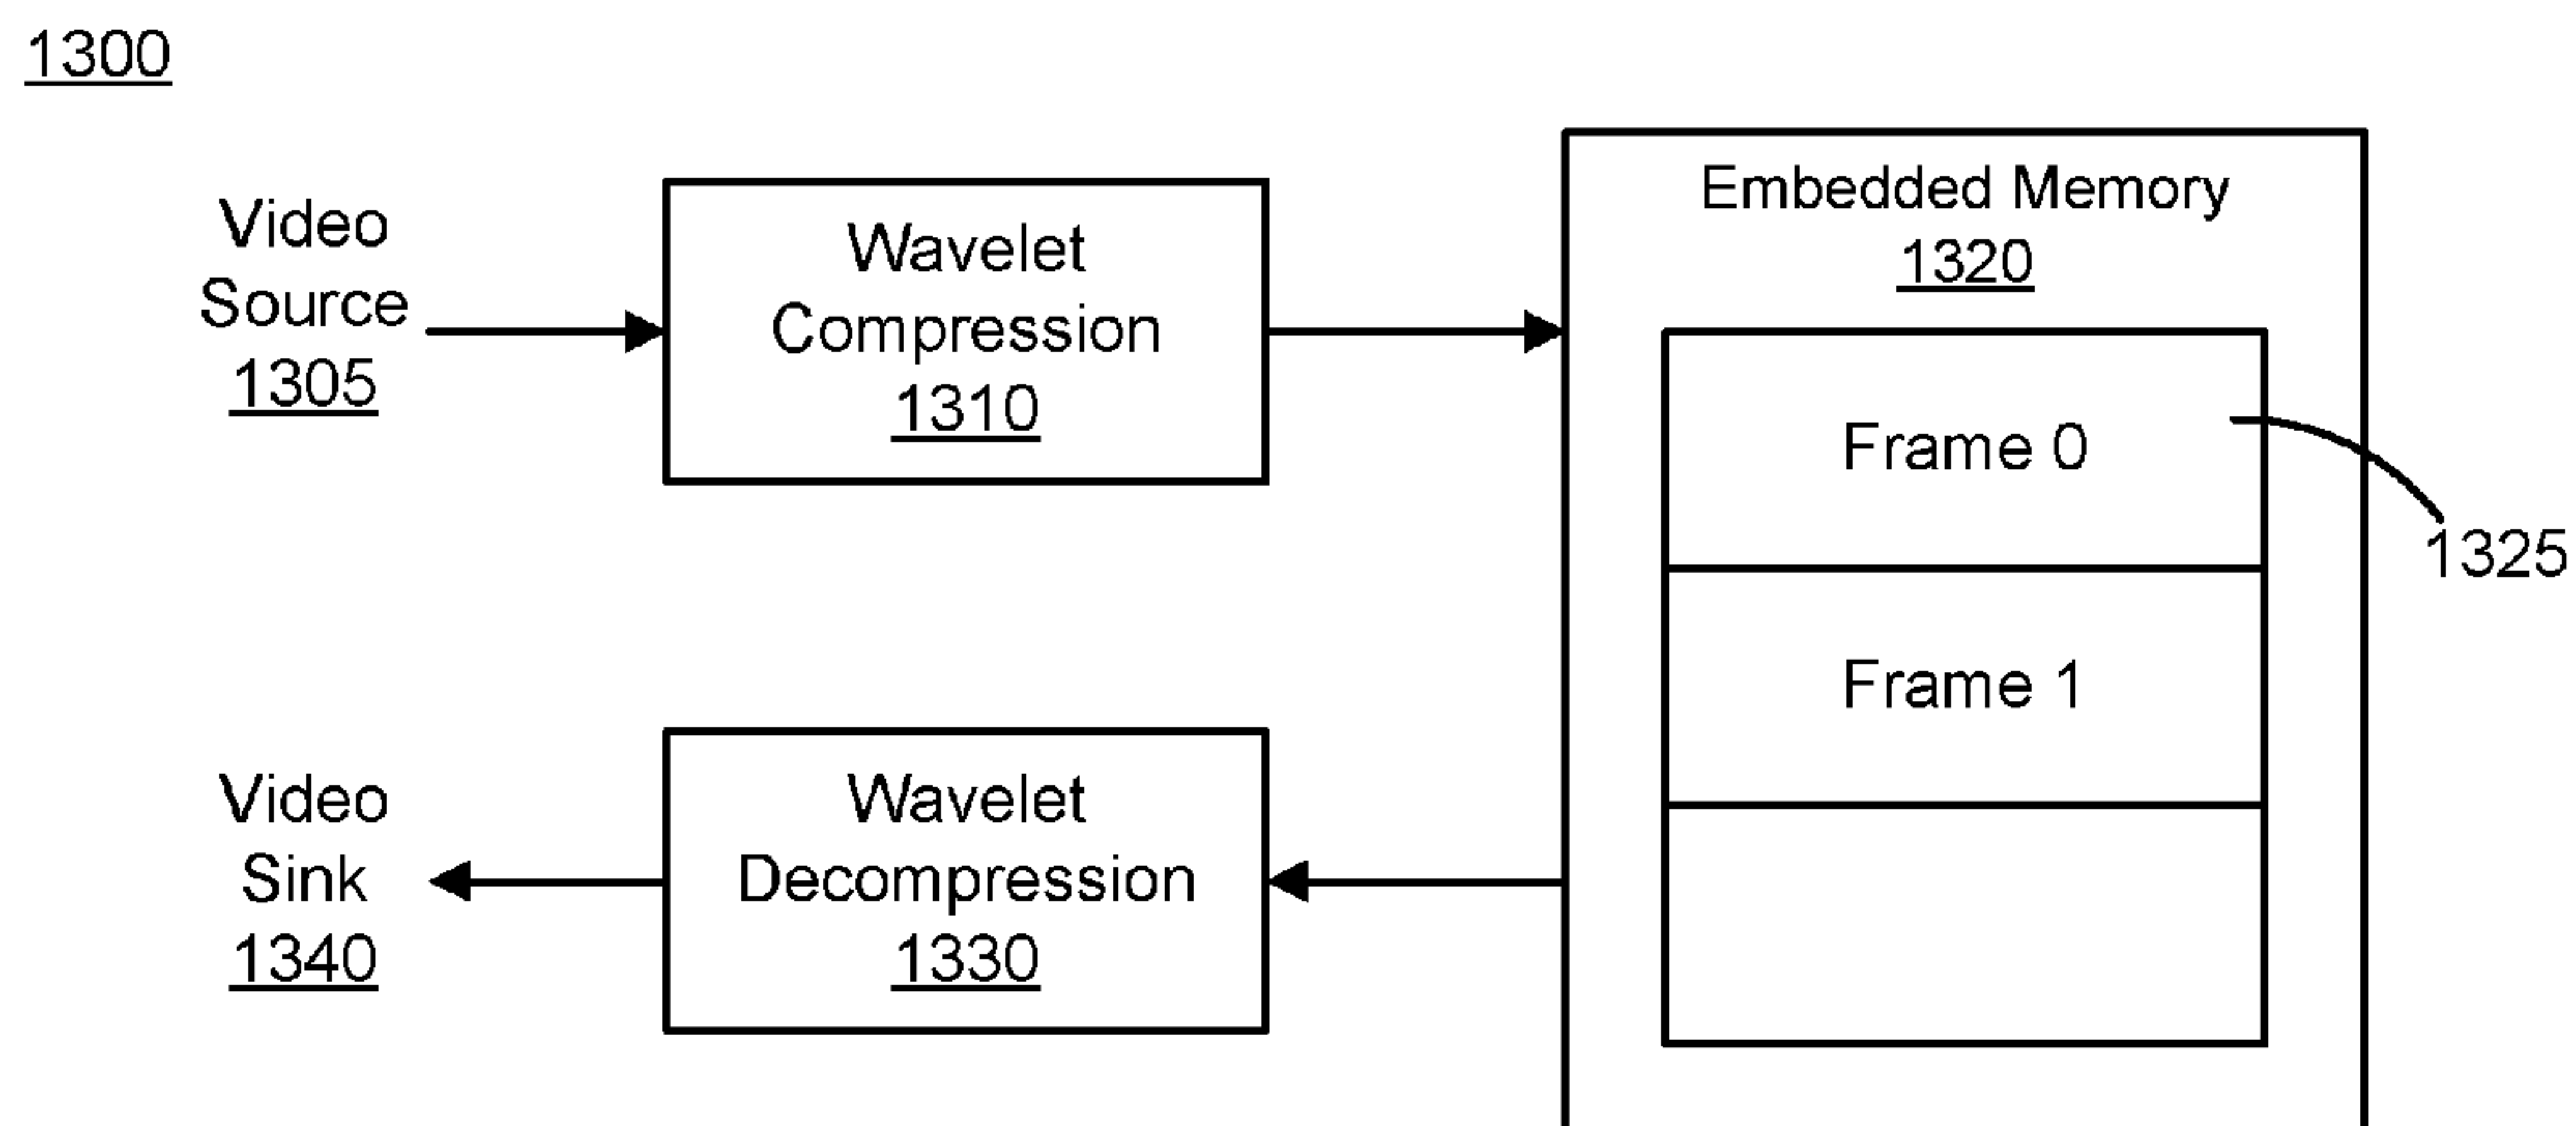 1300
Video
Source
1305
Wavelet
Compression
1310
Embedded Memory
1320
Frame 0
1325
Frame 1
Video
Sink
1340
Wavelet
Decompression
1330